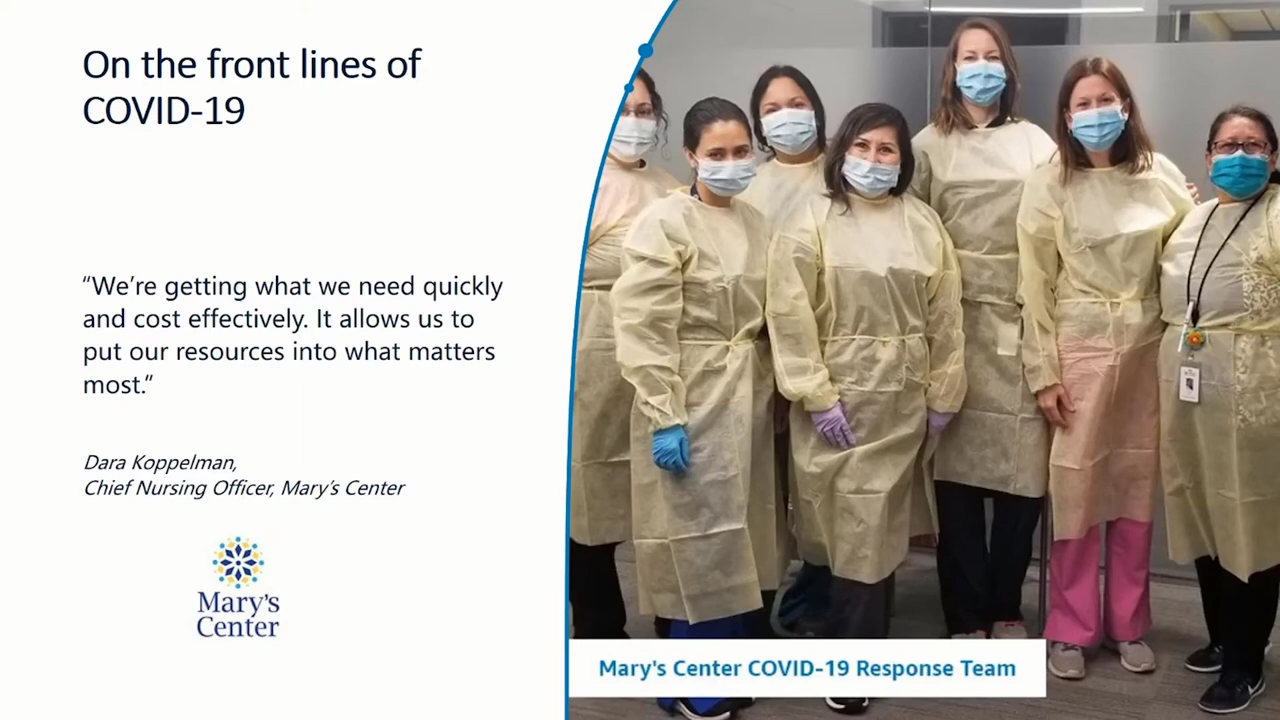 On the front lines of
COVID-19
“We’re getting what we need quickly
and cost effectively. It allows us to
put our resources into what matters
most.“
Dara Koppelman,
Chief Nursing Officer, Mary’s Center
Mary’s
Center
Mary's Center COVID-19 Response Team